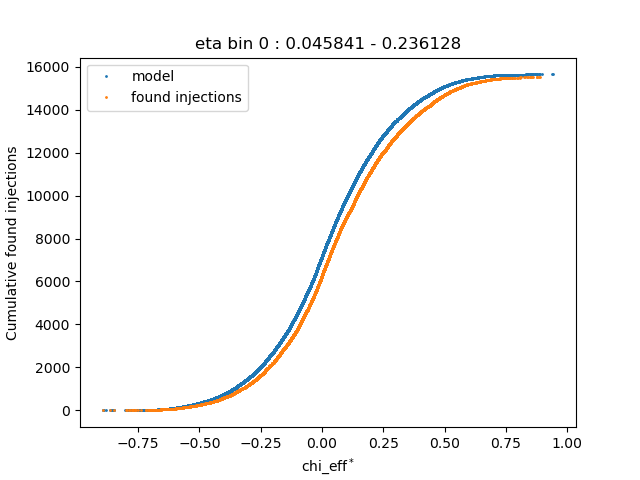 eta bin 0 : 0.045841 - 0.236128
model
found injections
Cumulative found injections
16000
14000
12000
10000
8000
6000
4000
2000
0
−0.75 −0.50 −0.25 0.00 0.25 0.50 0.75 1.00
chi_eff*